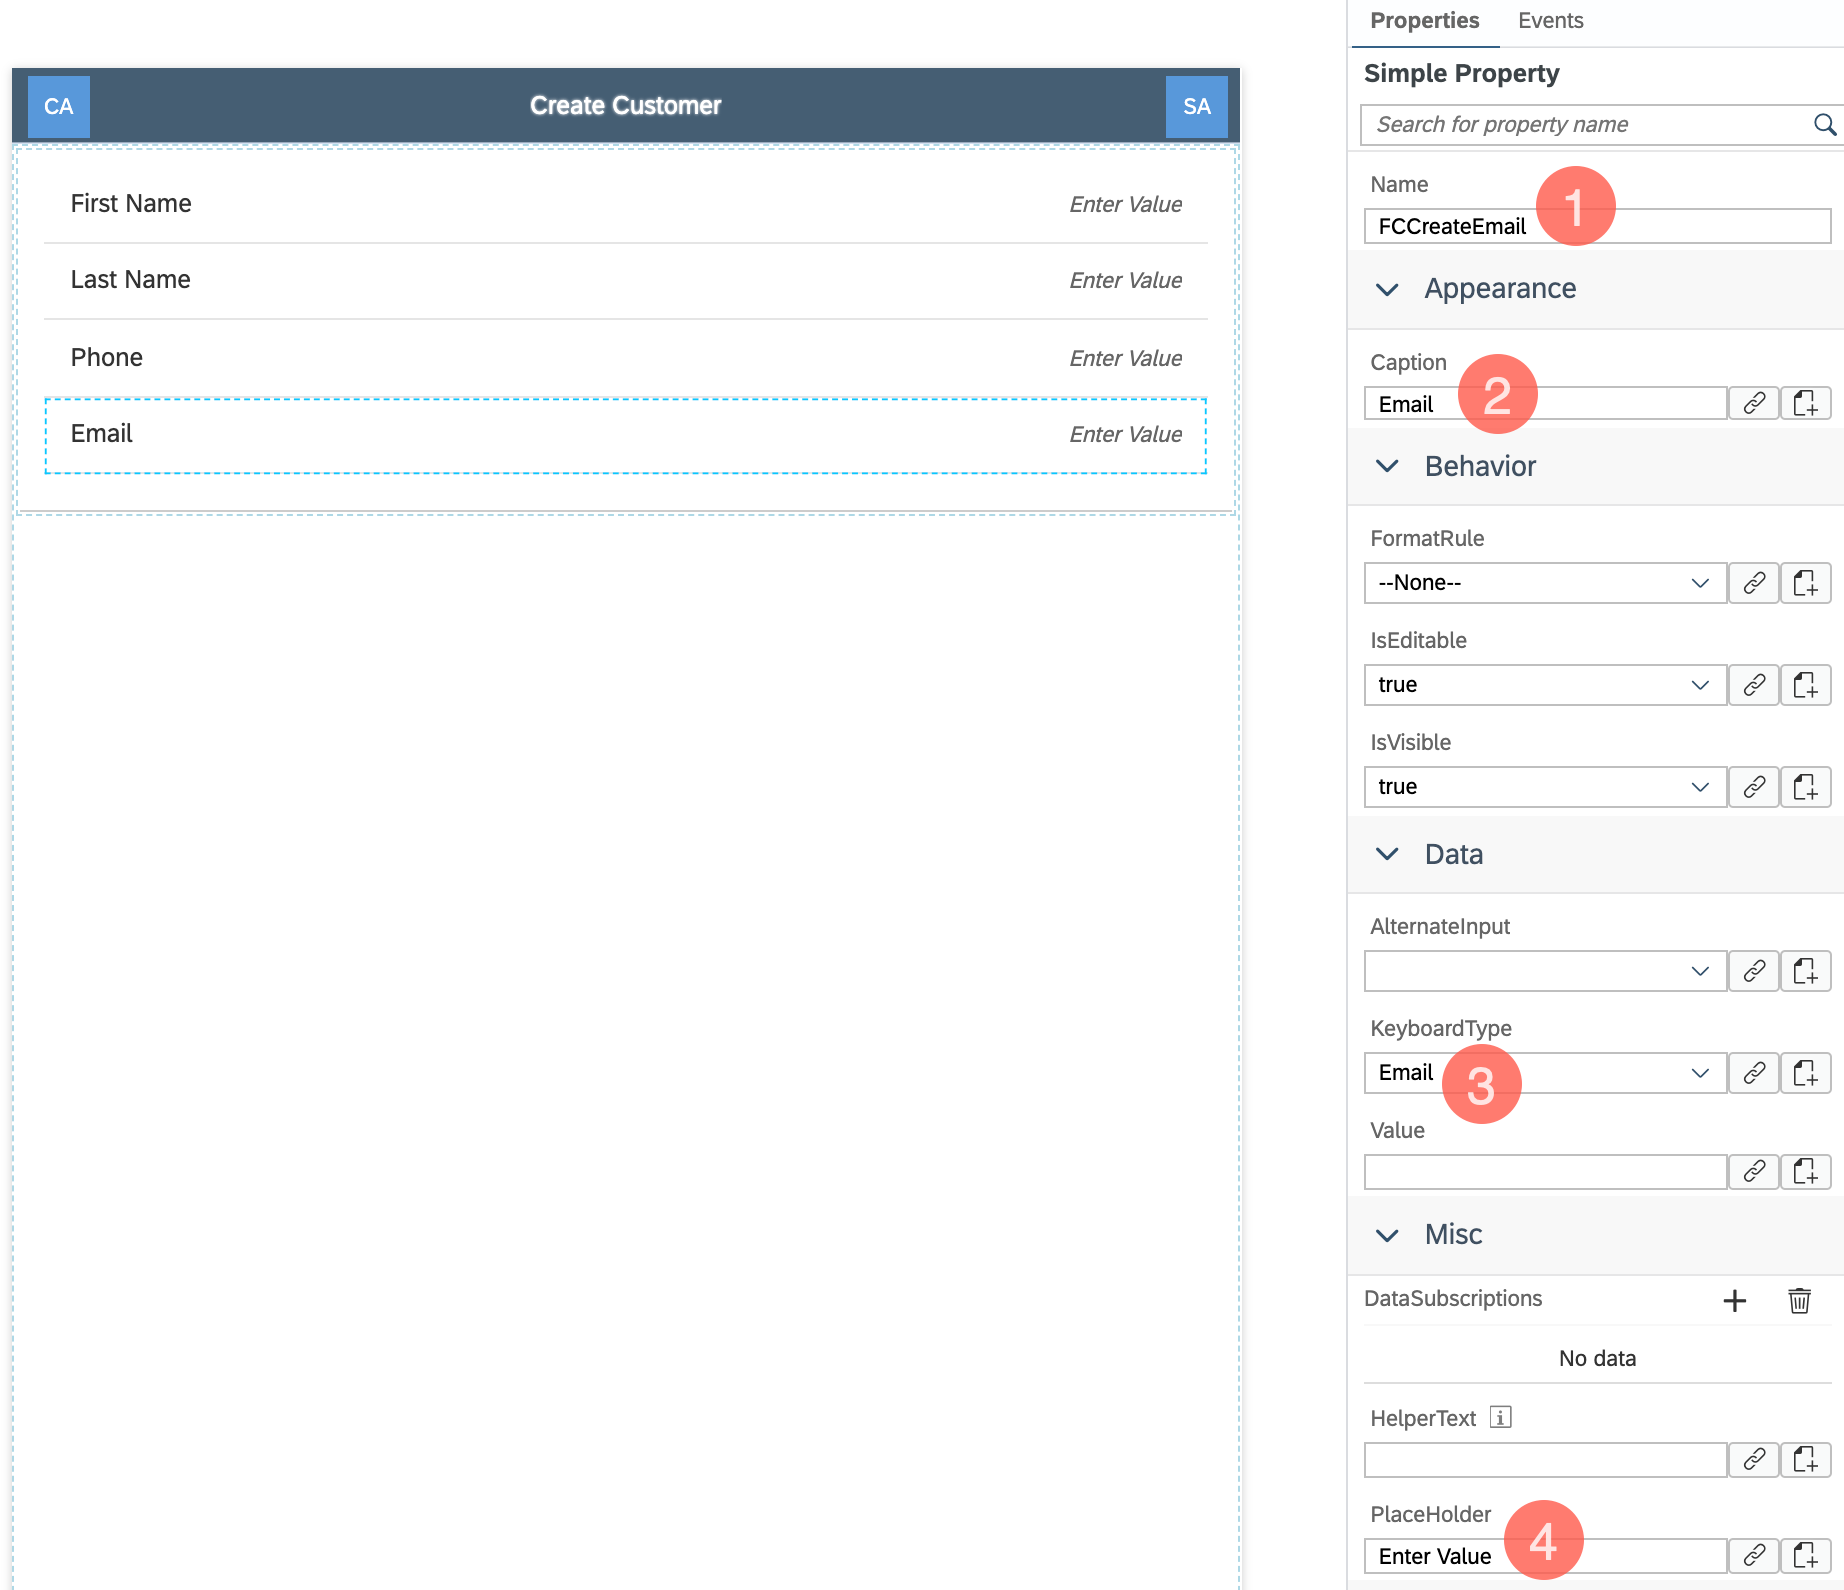 CA
Create Customer
SA
First Name
Enter Value
Last Name
Enter Value
Phone
Enter Value
Email
Enter Value
Properties
Events
Simple Property
Search for property name
Name
1
FCCreateEmail
Appearance
Caption
2
Email
Behavior
FormatRule
--None--
IsEditable
true
IsVisible
true
Data
AlternateInput
KeyboardType
Email
3
Value
Misc
DataSubscriptions
No data
HelperText
PlaceHolder
4
Enter Value